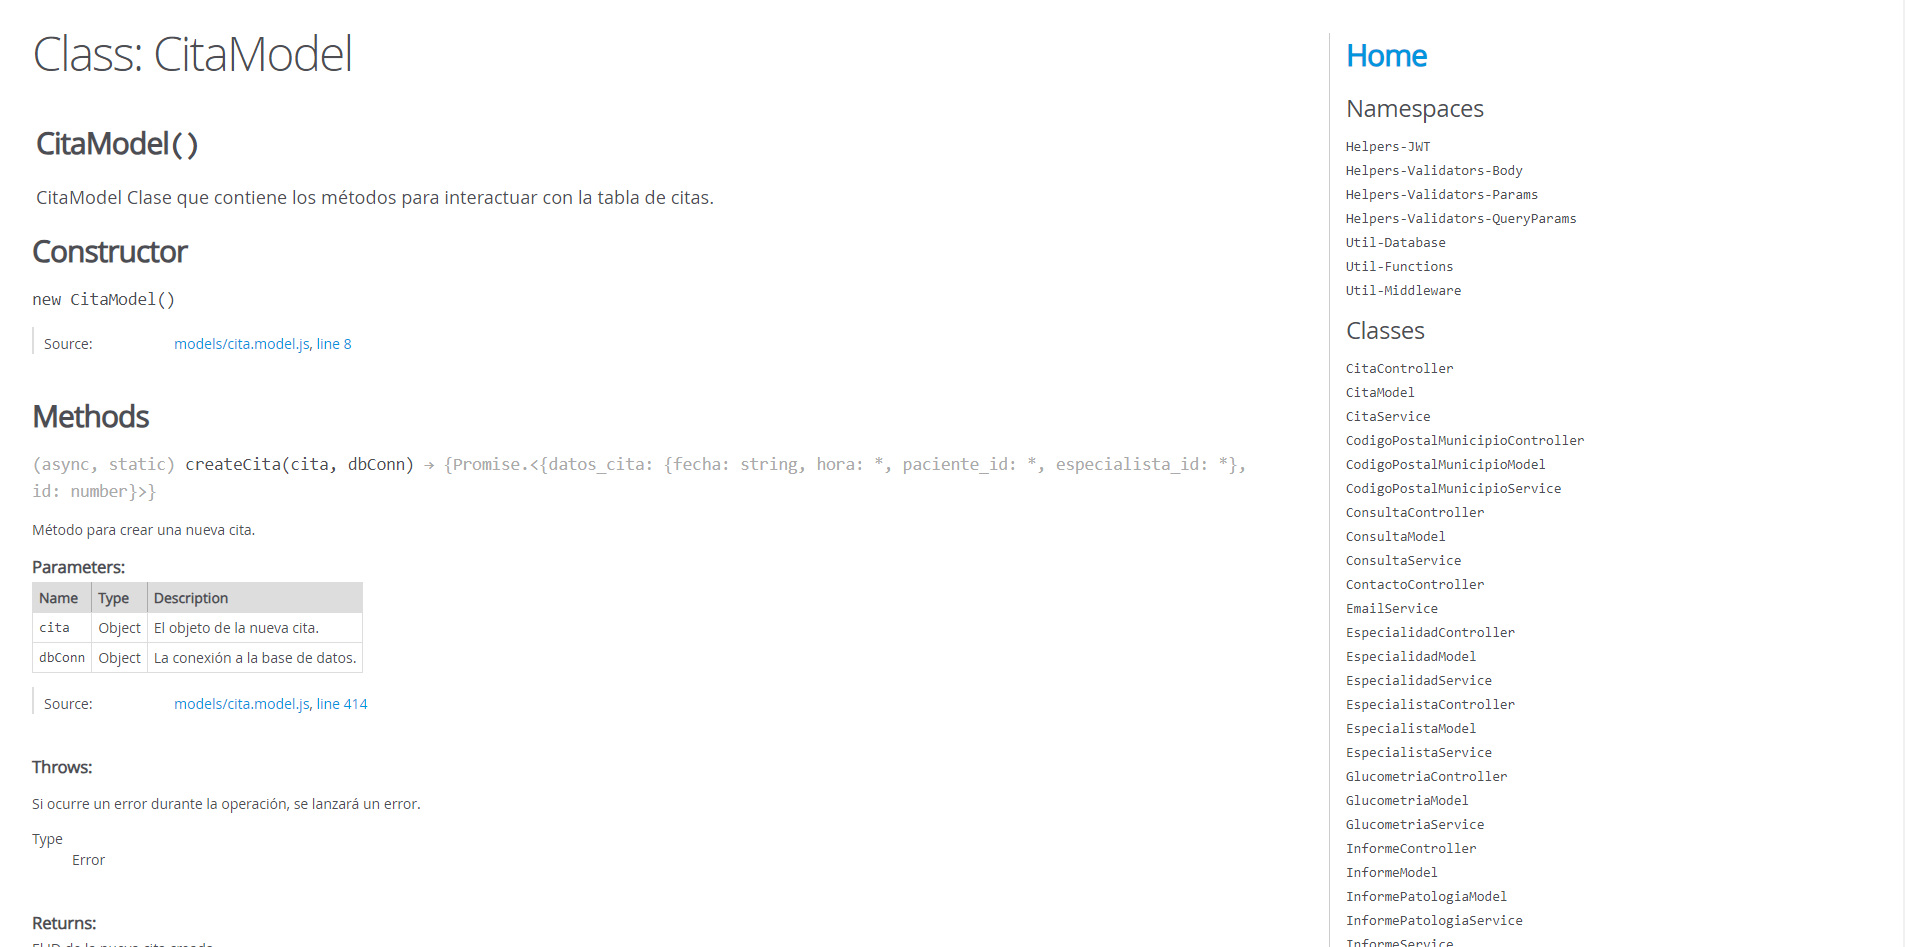 Class: CitaModel
CitaModel()
CitaModel Clase que contiene los métodos para interactuar con la tabla de citas.
Constructor
new CitaModel()
Source: models/cita.model.js, line 8
Methods
(async, static) createCita(cita, dbConn) → {Promise.<{datos_cita: {fecha: string, hora: *, paciente_id: *, especialista_id: *},
id: number}>}
Método para crear una nueva cita.
Parameters:
Name Type Description
cita Object El objeto de la nueva cita.
dbConn Object La conexión a la base de datos.
Source: models/cita.model.js, line 414
Throws:
Si ocurre un error durante la operación, se lanzará un error.
Type
Error
Returns:
El ID de la nueva cita creada.
Home
Namespaces
Helpers-JWT
Helpers-Validators-Body
Helpers-Validators-Params
Helpers-Validators-QueryParams
Util-Database
Util-Functions
Util-Middleware
Classes
CitaController
CitaModel
CitaService
CodigoPostalMunicipioController
CodigoPostalMunicipioModel
CodigoPostalMunicipioService
ConsultaController
ConsultaModel
ConsultaService
ContactoController
EmailService
EspecialidadController
EspecialidadModel
EspecialidadService
EspecialistaController
EspecialistaModel
EspecialistaService
GlucometriaController
GlucometriaModel
GlucometriaService
InformeController
InformeModel
InformePatologiaModel
InformePatologiaService
InformeService